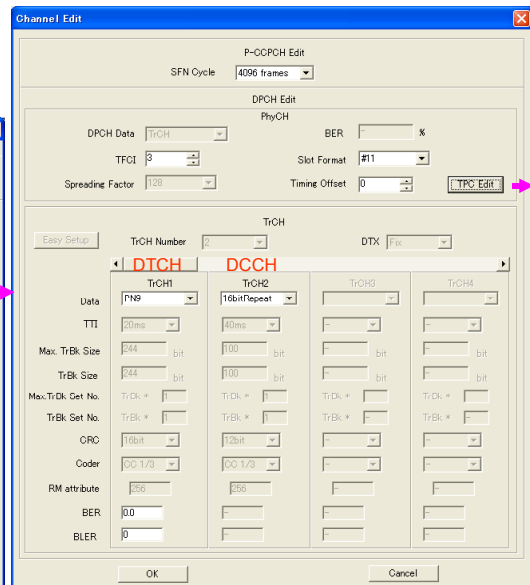 Channel Edit
P-CCPCH Edit
SFN Cycle 4096 frames
DPCH Edit
PhyCH
DPCH Data TrCH BER - %
TFCI 3 Slot Format #11
Spreading Factor 128 Timing Offset 0 TPC Edit
TrCH
Easy Setup TrCH Number 2 DTX Fix
DTCH DCCH
TrCH1 TrCH2 TrCH3 TrCH4
Data PN9 16bitRepeat
TTI 20ms 40ms - -
Max. TrBk Size 244 bit 100 bit - bit - bit
TrBk Size 244 bit 100 bit - bit - bit
Max.TrBk Set No. TrBk * 1 TrBk * 1 TrBk * - TrBk * -
TrBk Set No. TrBk * 1 TrBk * 1 TrBk * - TrBk * -
CRC 16bit 12bit - -
Coder CC 1/3 CC 1/3 - -
RM attribute 256 256 - -
BER 0.0 - - -
BLER 0 - - -
OK Cancel